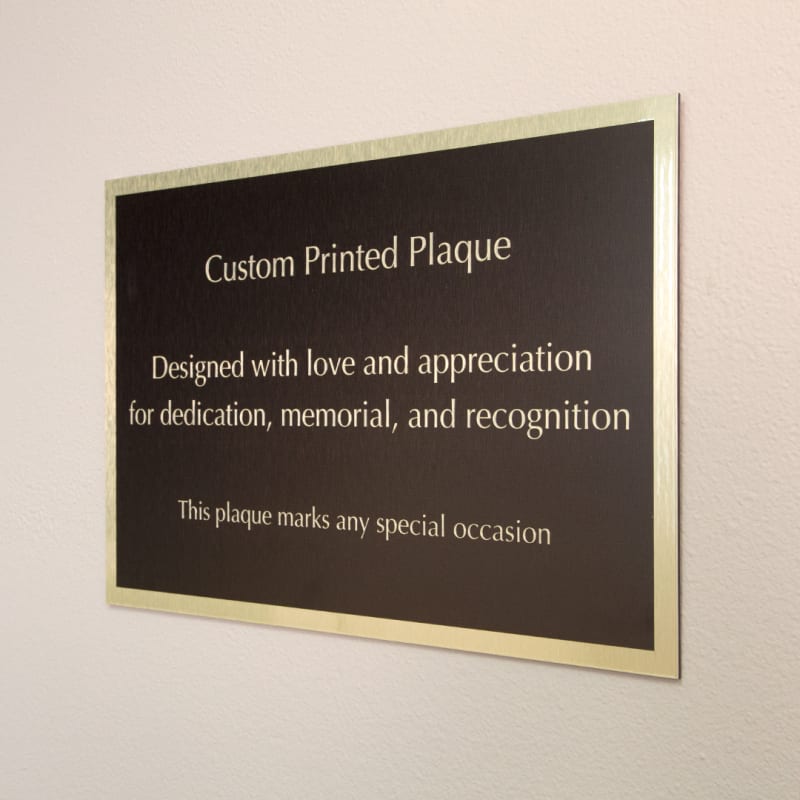 Custom Printed Plaque
Designed with love and appreciation
for dedication, memorial, and recognition
This plaque marks any special occasion